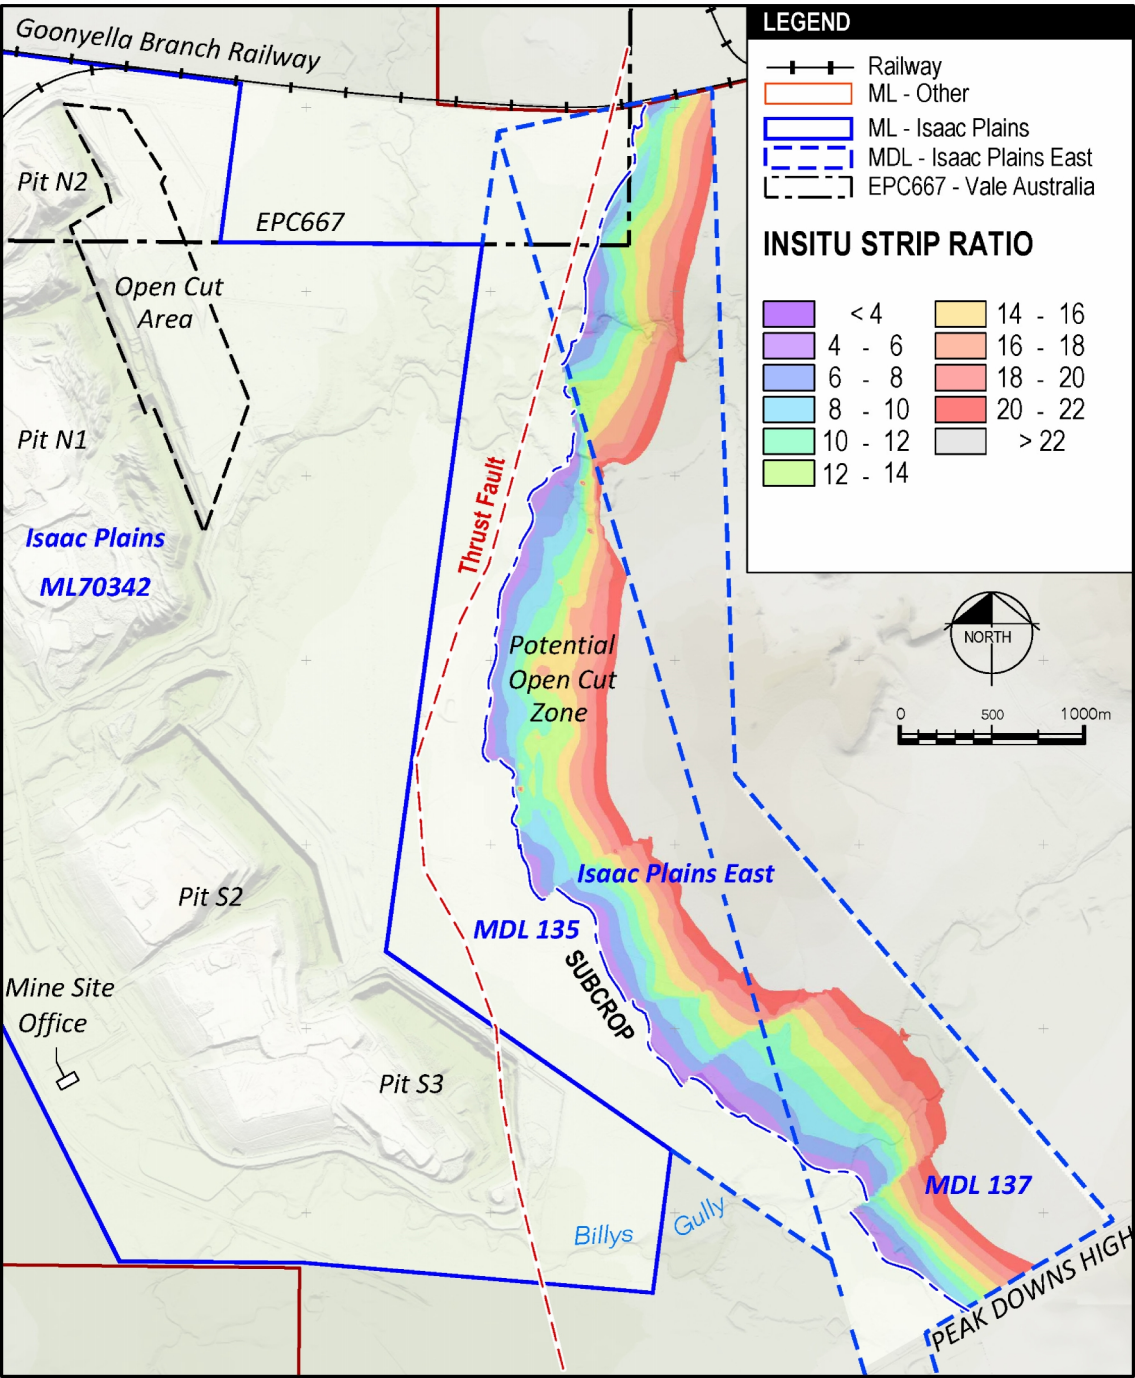 Goonyella Branch Railway
LEGEND
Railway
ML - Other
ML - Isaac Plains
MDL - Isaac Plains East
EPC667 - Vale Australia
INSITU STRIP RATIO
< 4
4 - 6
6 - 8
8 - 10
10 - 12
12 - 14
14 - 16
16 - 18
18 - 20
20 - 22
> 22
Pit N2
EPC667
Open Cut
Area
Pit N1
Thrust Fault
Isaac Plains
ML70342
NORTH
Potential
Open Cut
Zone
0 500 1000m
Isaac Plains East
Pit S2
MDL 135
SUBCROP
Mine Site
Office
Pit S3
MDL 137
Billys Gully
PEAK DOWNS HIGH